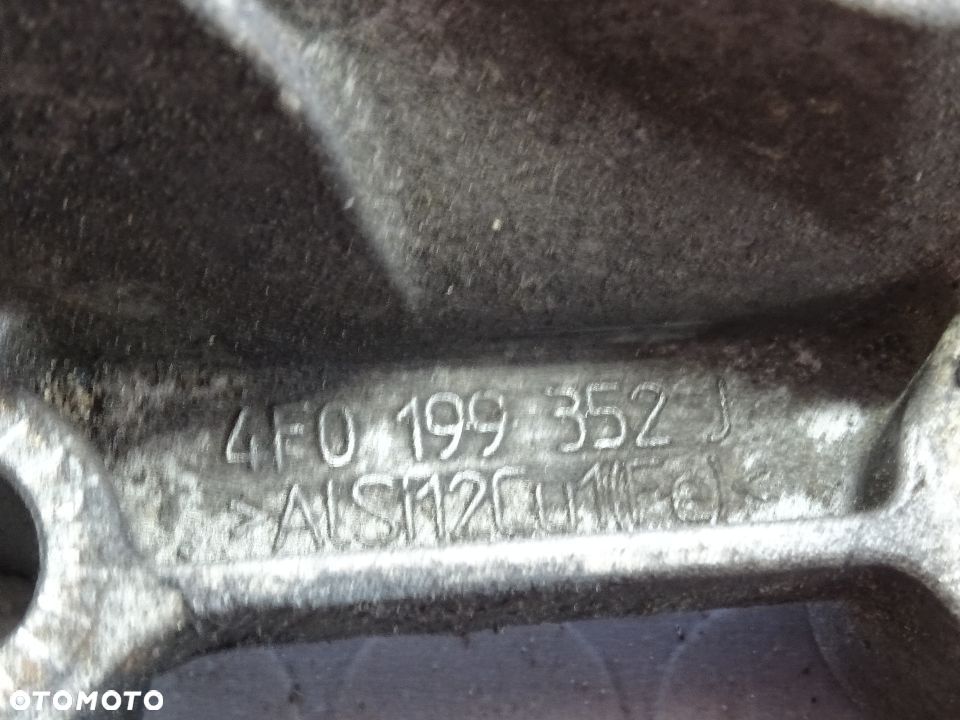 4F0 199 352 J
>AlSi12Cu1(Fe)<
OTOMOTO